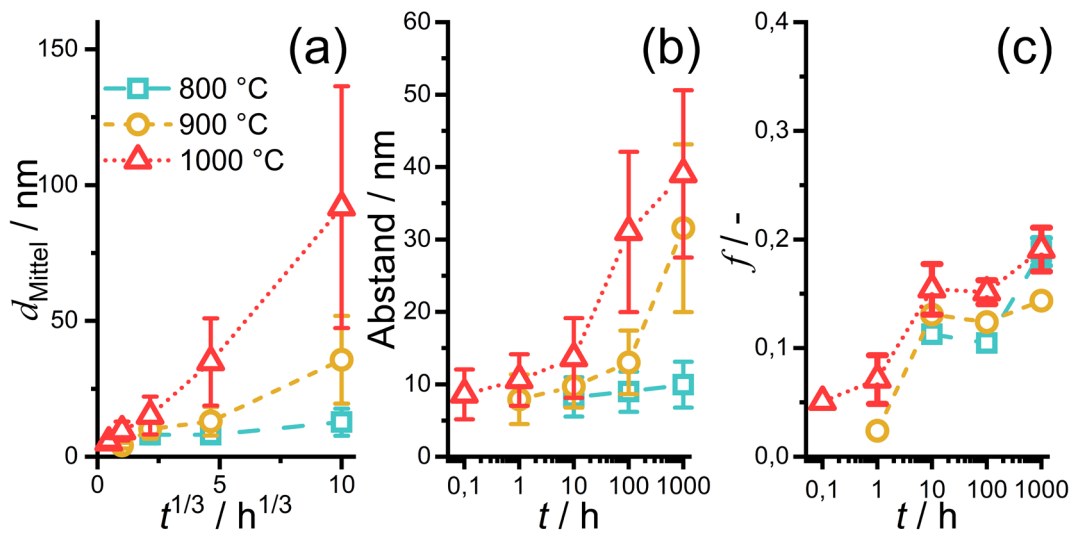 (a)
150
100
50
0
d_Mittel / nm
800 °C
900 °C
1000 °C
0 5 10
t^1/3 / h^1/3
(b)
60
50
40
30
20
10
0
Abstand / nm
0,1 1 10 100 1000
t / h
(c)
0,4
0,3
0,2
0,1
0,0
f / -
0,1 1 10 100 1000
t / h